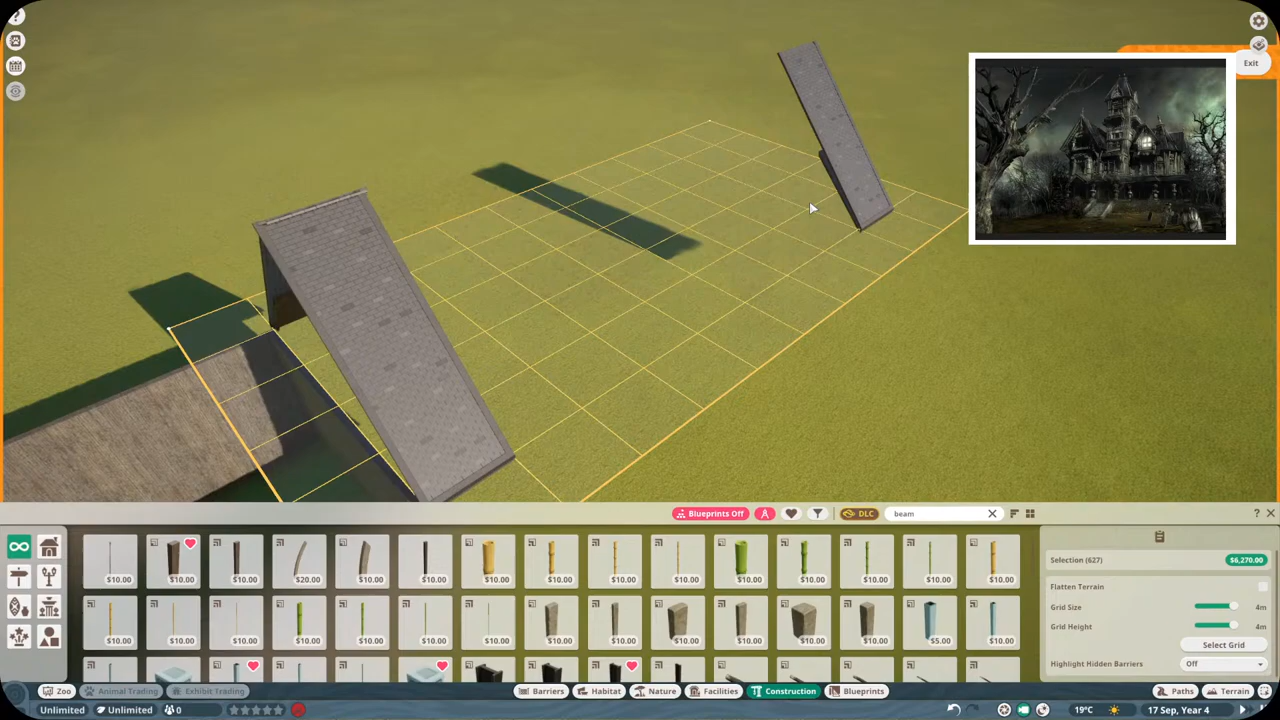 ?
Exit
Blueprints Off
DLC
beam
?
$10.00 $10.00 $10.00 $20.00 $10.00 $10.00 $10.00 $10.00 $10.00 $10.00 $10.00 $10.00 $10.00 $10.00 $10.00
$10.00 $10.00 $10.00 $10.00 $10.00 $10.00 $10.00 $10.00 $10.00 $10.00 $10.00 $10.00 $10.00 $5.00 $10.00
Selection (627)
$6,270.00
Flatten Terrain
Grid Size
4m
Grid Height
4m
Select Grid
Highlight Hidden Barriers
Off
Zoo
Animal Trading
Exhibit Trading
Barriers
Habitat
Nature
Facilities
Construction
Blueprints
Paths
Terrain
Unlimited
Unlimited
0
19°C
17 Sep, Year 4